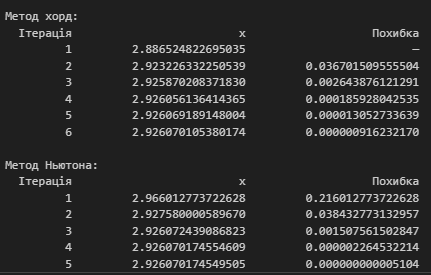 Метод хорд:
Ітерація x Похибка
1 2.886524822695035 —
2 2.923226332250539 0.036701509555504
3 2.925870208371830 0.002643876121291
4 2.926056136414365 0.000185928042535
5 2.926069189148004 0.000013052733639
6 2.926070105380174 0.000000916232170
Метод Ньютона:
Ітерація x Похибка
1 2.966012773722628 0.216012773722628
2 2.927580000589670 0.038432773132957
3 2.926072439086823 0.001507561502847
4 2.926070174554609 0.000002264532214
5 2.926070174549505 0.000000000005104